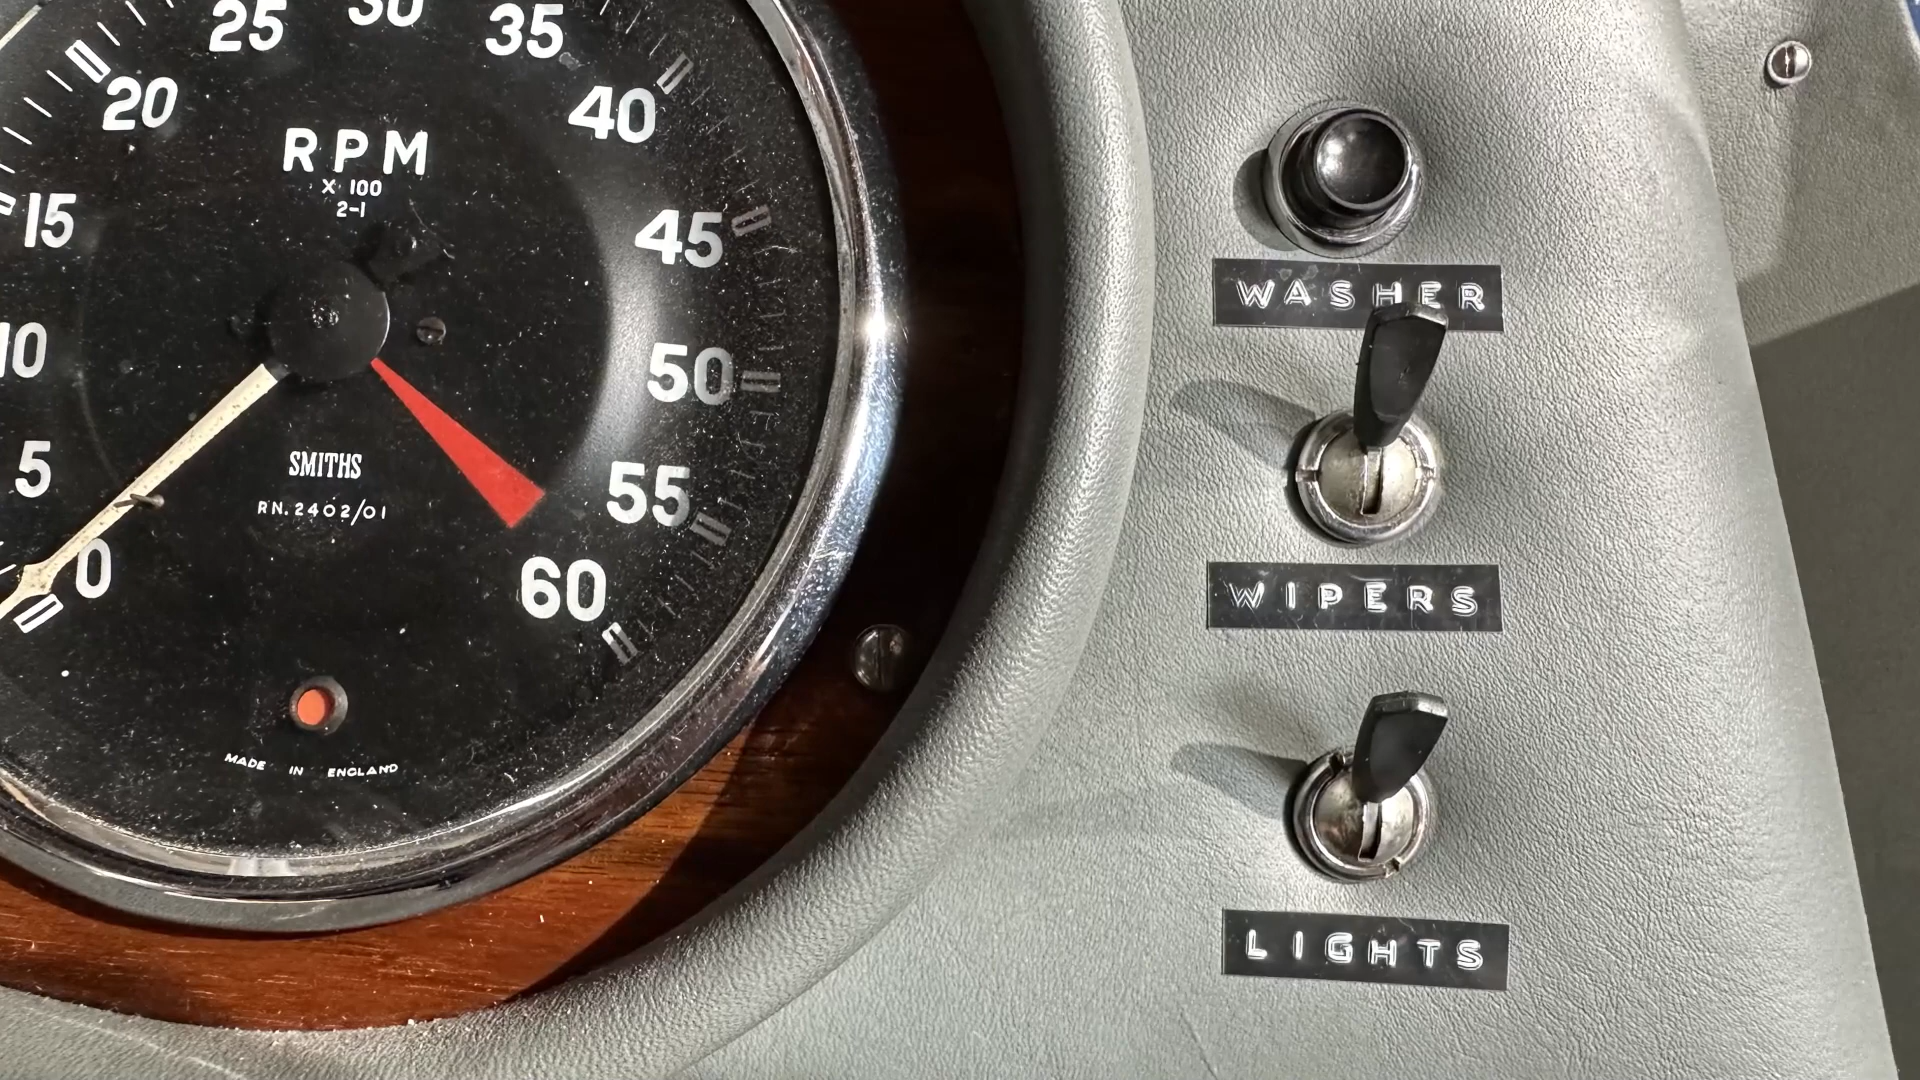 25 30 35
20 40
RPM
X 100
2-1
15 45
10 50
5 55
SMITHS
RN.2402/01
0 60
MADE IN ENGLAND
WASHER
WIPERS
LIGHTS